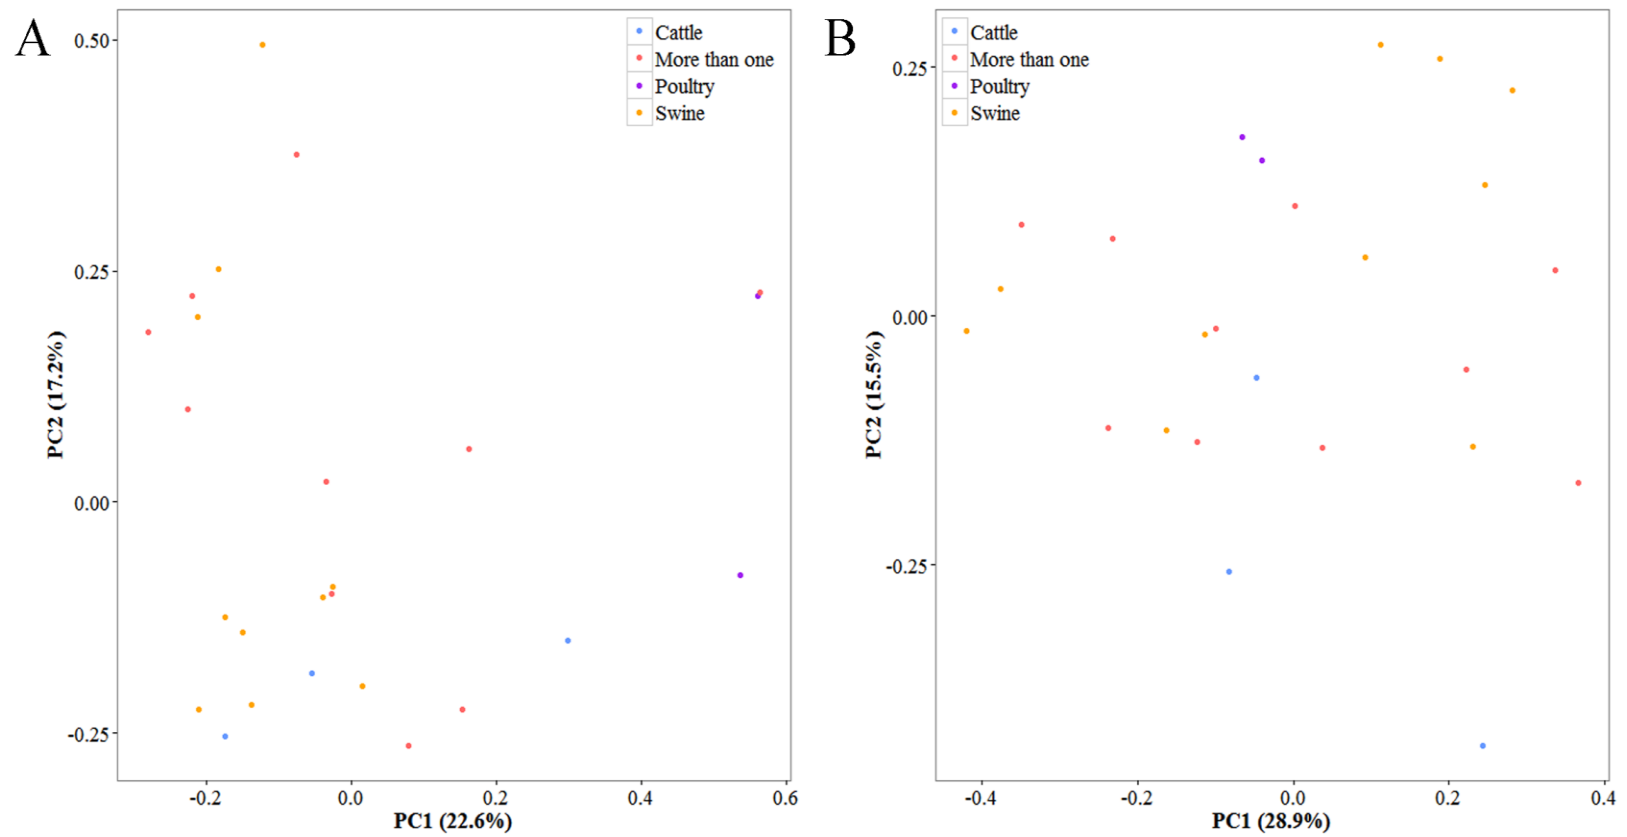 A
Cattle
More than one
Poultry
Swine
0.50
0.25
0.00
-0.25
PC2 (17.2%)
-0.2
0.0
0.2
0.4
0.6
PC1 (22.6%)
B
Cattle
More than one
Poultry
Swine
0.25
0.00
-0.25
PC2 (15.5%)
-0.4
-0.2
0.0
0.2
0.4
PC1 (28.9%)